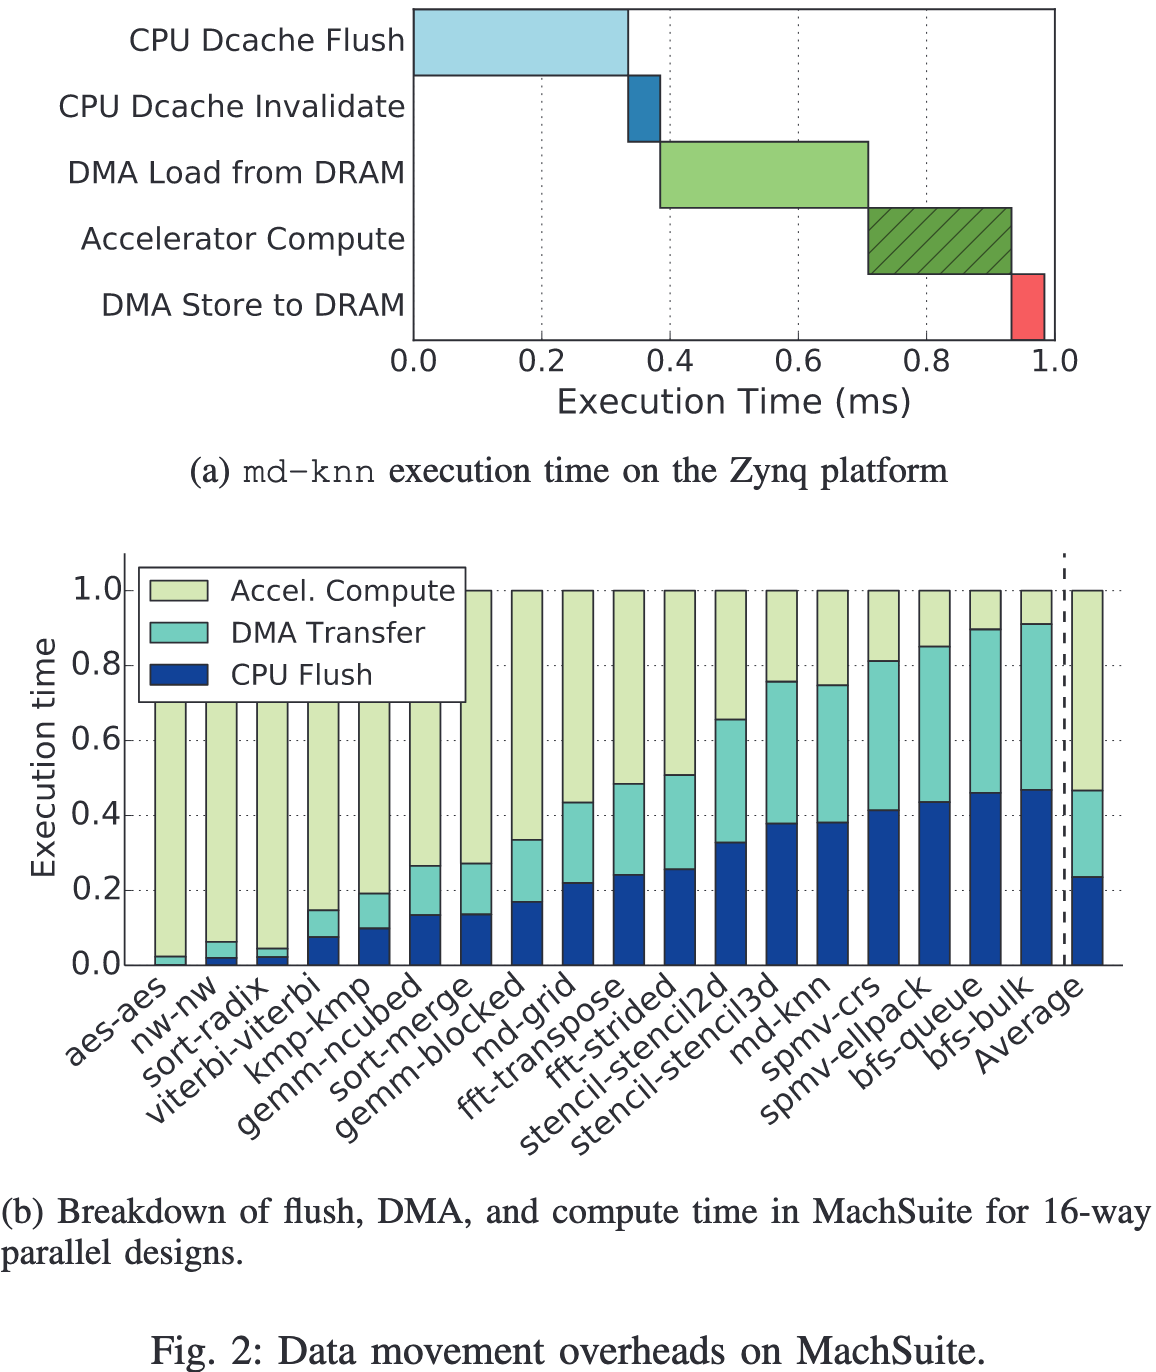 CPU Dcache Flush
CPU Dcache Invalidate
DMA Load from DRAM
Accelerator Compute
DMA Store to DRAM
0.0 0.2 0.4 0.6 0.8 1.0
Execution Time (ms)
(a) md-knn execution time on the Zynq platform
Execution time
1.0
0.8
0.6
0.4
0.2
0.0
Accel. Compute
DMA Transfer
CPU Flush
aes-aes
nw-nw
sort-radix
viterbi-viterbi
kmp-kmp
gemm-ncubed
sort-merge
gemm-blocked
md-grid
fft-transpose
fft-strided
stencil-stencil2d
stencil-stencil3d
md-knn
spmv-crs
spmv-ellpack
bfs-queue
bfs-bulk
Average
(b) Breakdown of flush, DMA, and compute time in MachSuite for 16-way
parallel designs.
Fig. 2: Data movement overheads on MachSuite.